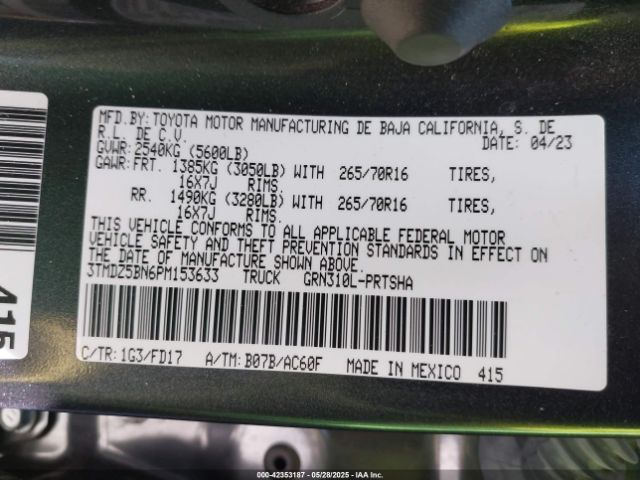 MFD.BY:TOYOTA MOTOR MANUFACTURING DE BAJA CALIFORNIA, S. DE
R.L. DE C.V. DATE: 04/23
GVWR: 2540KG (5600LB)
GAWR: FRT. 1385KG (3050LB) WITH 265/70R16 TIRES,
16X7J RIMS.
RR. 1490KG (3280LB) WITH 265/70R16 TIRES,
16X7J RIMS.
THIS VEHICLE CONFORMS TO ALL APPLICABLE FEDERAL MOTOR
VEHICLE SAFETY AND THEFT PREVENTION STANDARDS IN EFFECT ON
THE DATE OF MANUFACTURE SHOWN ABOVE.
3TMDZ5BN6PM153633 TRUCK GRN310L-PRTSHA
C/TR: 1G3/FD17 A/TM: B07B/AC60F MADE IN MEXICO 415
415
000-42353187 - 05/28/2025 - IAA Inc.